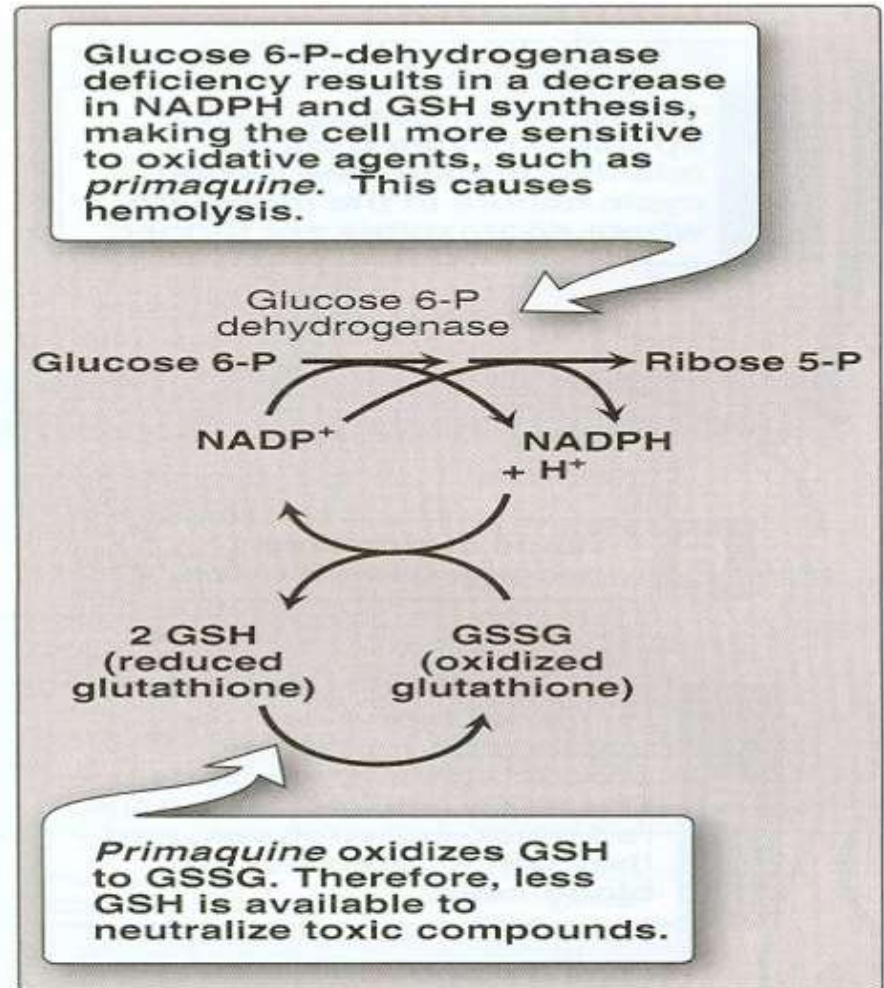 Glucose 6-P-dehydrogenase
deficiency results in a decrease
in NADPH and GSH synthesis,
making the cell more sensitive
to oxidative agents, such as
primaquine. This causes
hemolysis.
Glucose 6-P
dehydrogenase
Glucose 6-P
Ribose 5-P
NADP⁺
NADPH
+ H⁺
2 GSH
(reduced
glutathione)
GSSG
(oxidized
glutathione)
Primaquine oxidizes GSH
to GSSG. Therefore, less
GSH is available to
neutralize toxic compounds.